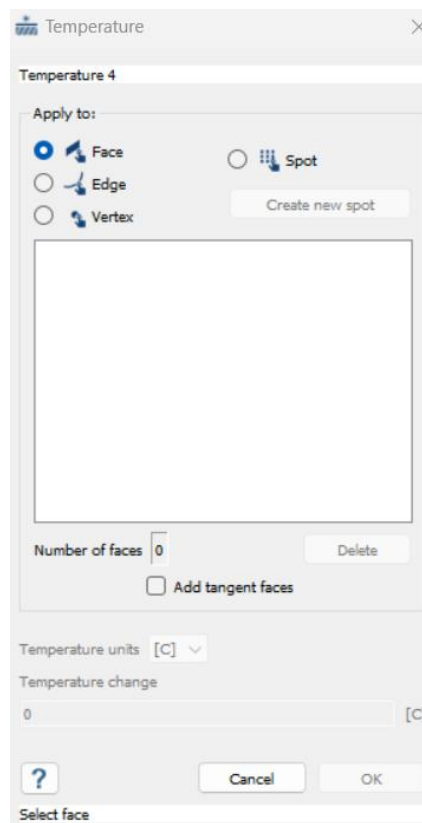 Temperature
Temperature 4
Apply to:
Face
Spot
Edge
Create new spot
Vertex
Number of faces 0
Delete
Add tangent faces
Temperature units [C]
Temperature change
0 [C
? Cancel OK
Select face